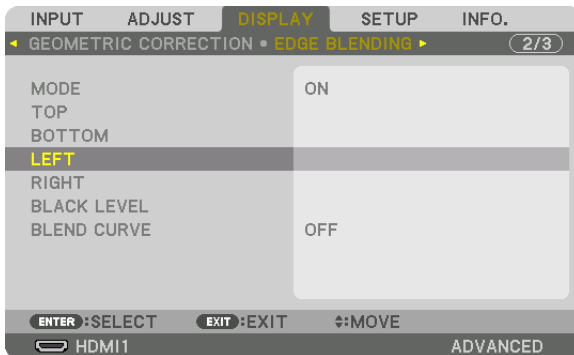 INPUT ADJUST DISPLAY SETUP INFO.
GEOMETRIC CORRECTION • EDGE BLENDING 2/3
MODE ON
TOP
BOTTOM
LEFT
RIGHT
BLACK LEVEL
BLEND CURVE OFF
ENTER :SELECT EXIT :EXIT :MOVE
HDMI1 ADVANCED